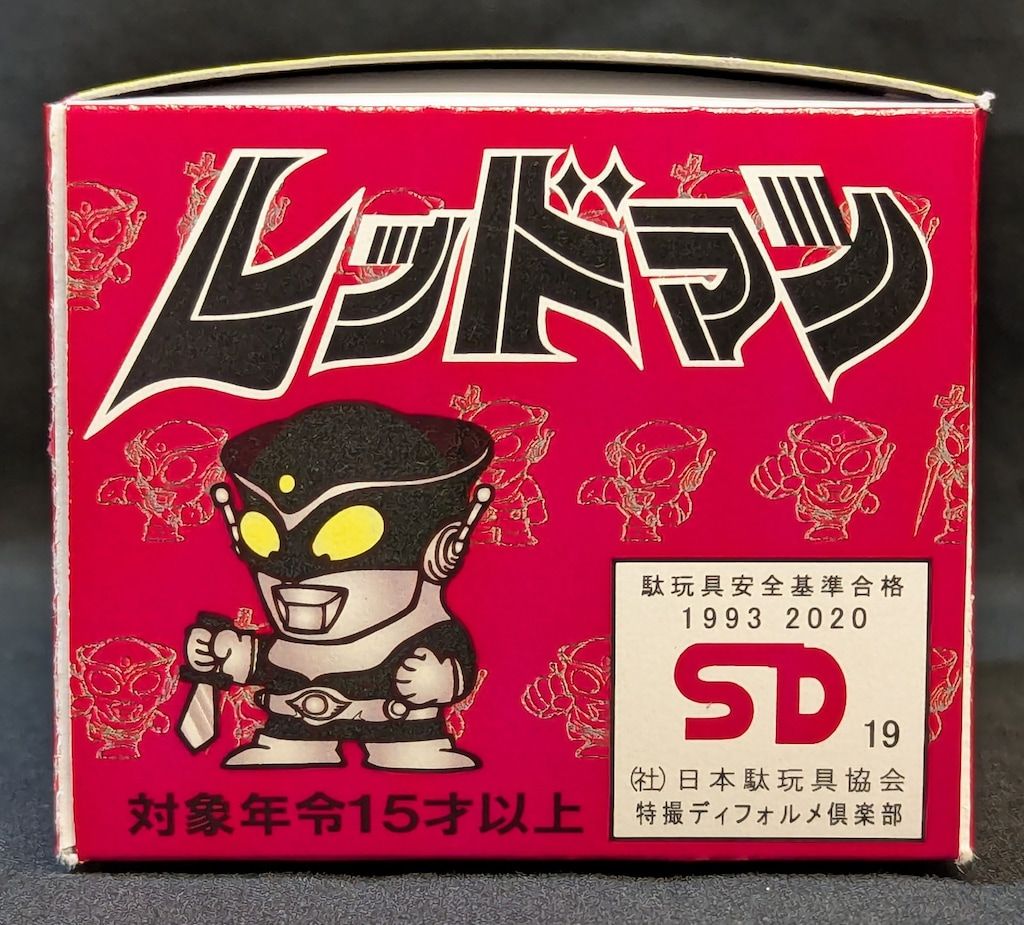 レッドマン
駄玩具安全基準合格
1993 2020
SD
19
(社)日本駄玩具協会
特撮ディフォルメ倶楽部
対象年令15才以上